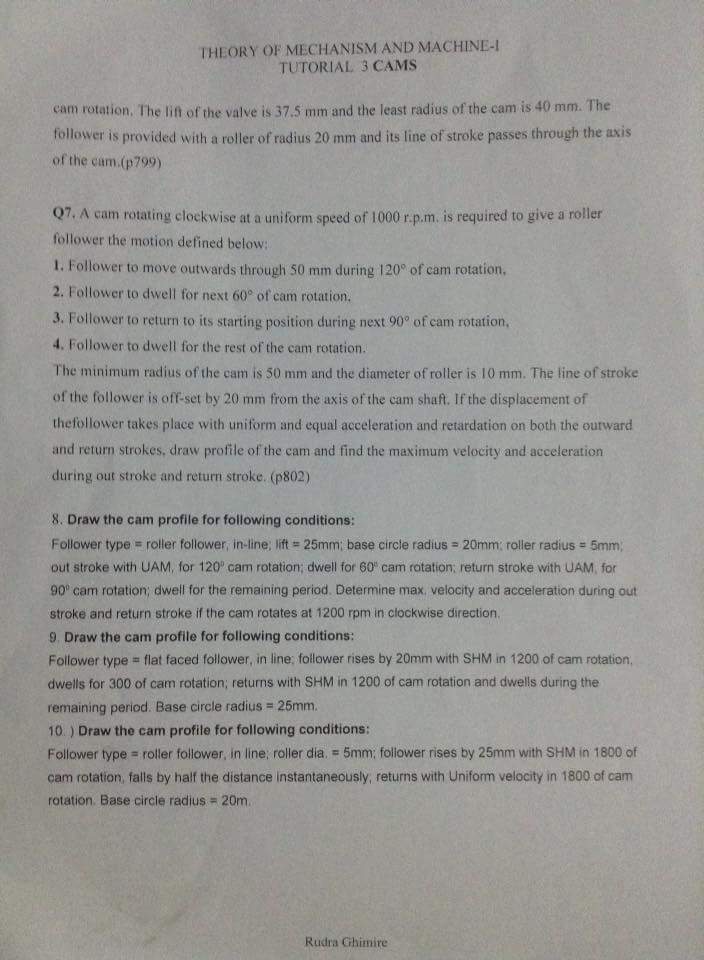 THEORY OF MECHANISM AND MACHINE-I
TUTORIAL 3 CAMS
cam rotation. The lift of the valve is 37.5 mm and the least radius of the cam is 40 mm. The
follower is provided with a roller of radius 20 mm and its line of stroke passes through the axis
of the cam.(p799)
Q7. A cam rotating clockwise at a uniform speed of 1000 r.p.m. is required to give a roller
follower the motion defined below:
1. Follower to move outwards through 50 mm during 120° of cam rotation,
2. Follower to dwell for next 60° of cam rotation,
3. Follower to return to its starting position during next 90° of cam rotation,
4. Follower to dwell for the rest of the cam rotation.
The minimum radius of the cam is 50 mm and the diameter of roller is 10 mm. The line of stroke
of the follower is off-set by 20 mm from the axis of the cam shaft. If the displacement of
thefollower takes place with uniform and equal acceleration and retardation on both the outward
and return strokes, draw profile of the cam and find the maximum velocity and acceleration
during out stroke and return stroke. (p802)
8. Draw the cam profile for following conditions:
Follower type = roller follower, in-line; lift = 25mm; base circle radius = 20mm; roller radius = 5mm;
out stroke with UAM, for 120° cam rotation; dwell for 60° cam rotation; return stroke with UAM, for
90° cam rotation; dwell for the remaining period. Determine max. velocity and acceleration during out
stroke and return stroke if the cam rotates at 1200 rpm in clockwise direction.
9. Draw the cam profile for following conditions:
Follower type = flat faced follower, in line; follower rises by 20mm with SHM in 1200 of cam rotation,
dwells for 300 of cam rotation; returns with SHM in 1200 of cam rotation and dwells during the
remaining period. Base circle radius = 25mm.
10. ) Draw the cam profile for following conditions:
Follower type = roller follower, in line; roller dia. = 5mm; follower rises by 25mm with SHM in 1800 of
cam rotation, falls by half the distance instantaneously; returns with Uniform velocity in 1800 of cam
rotation. Base circle radius = 20m.
Rudra Ghimire